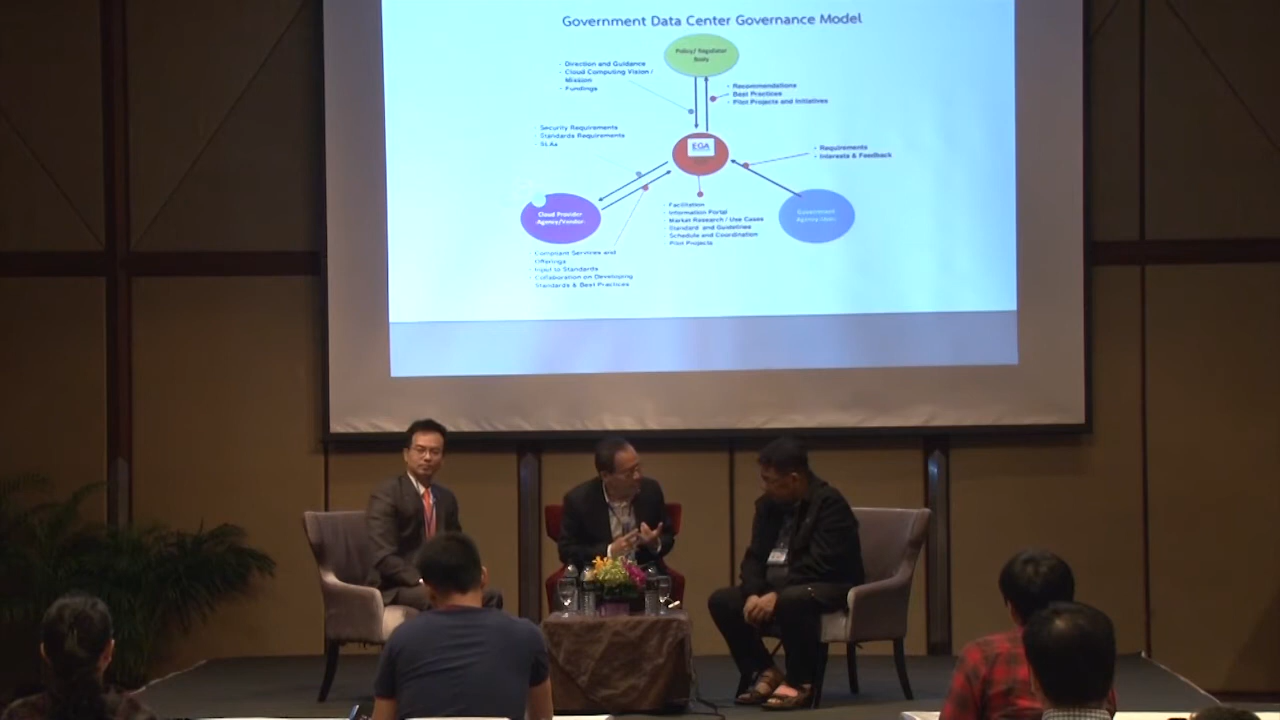 Government Data Center Governance Model
Policy/ Regulator
Body
- Direction and Guidance
- Cloud Computing Vision /
Mission
- Fundings
- Recommendations
- Best Practices
- Pilot Projects and Initiatives
- Security Requirements
- Standards Requirements
- SLAs
EGA
- Requirements
- Interests & Feedback
Cloud Provider
Agency/Vendor
Government
- Facilitation
- Information Portal
- Market Research / Use Cases
- Standard and Guidelines
- Schedule and Coordination
- Pilot Projects
- Compliant Services and
Offerings
- Input to Standards
- Collaboration on Developing
Standards & Best Practices